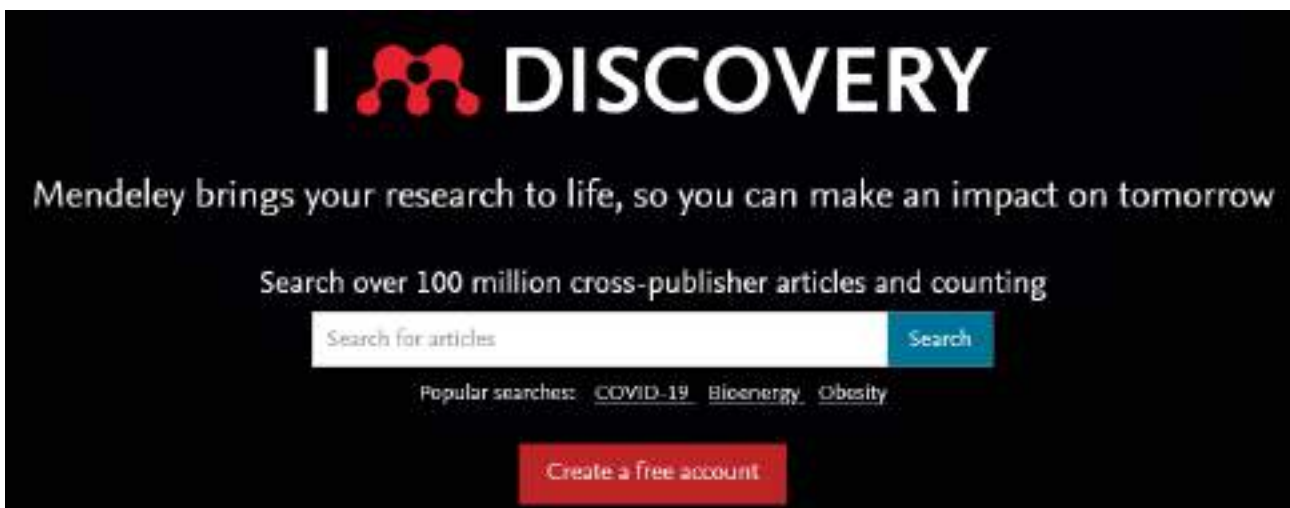 I DISCOVERY
Mendeley brings your research to life, so you can make an impact on tomorrow
Search over 100 million cross-publisher articles and counting
Search for articles Search
Popular searches: COVID-19 Bioenergy Obesity
Create a free account